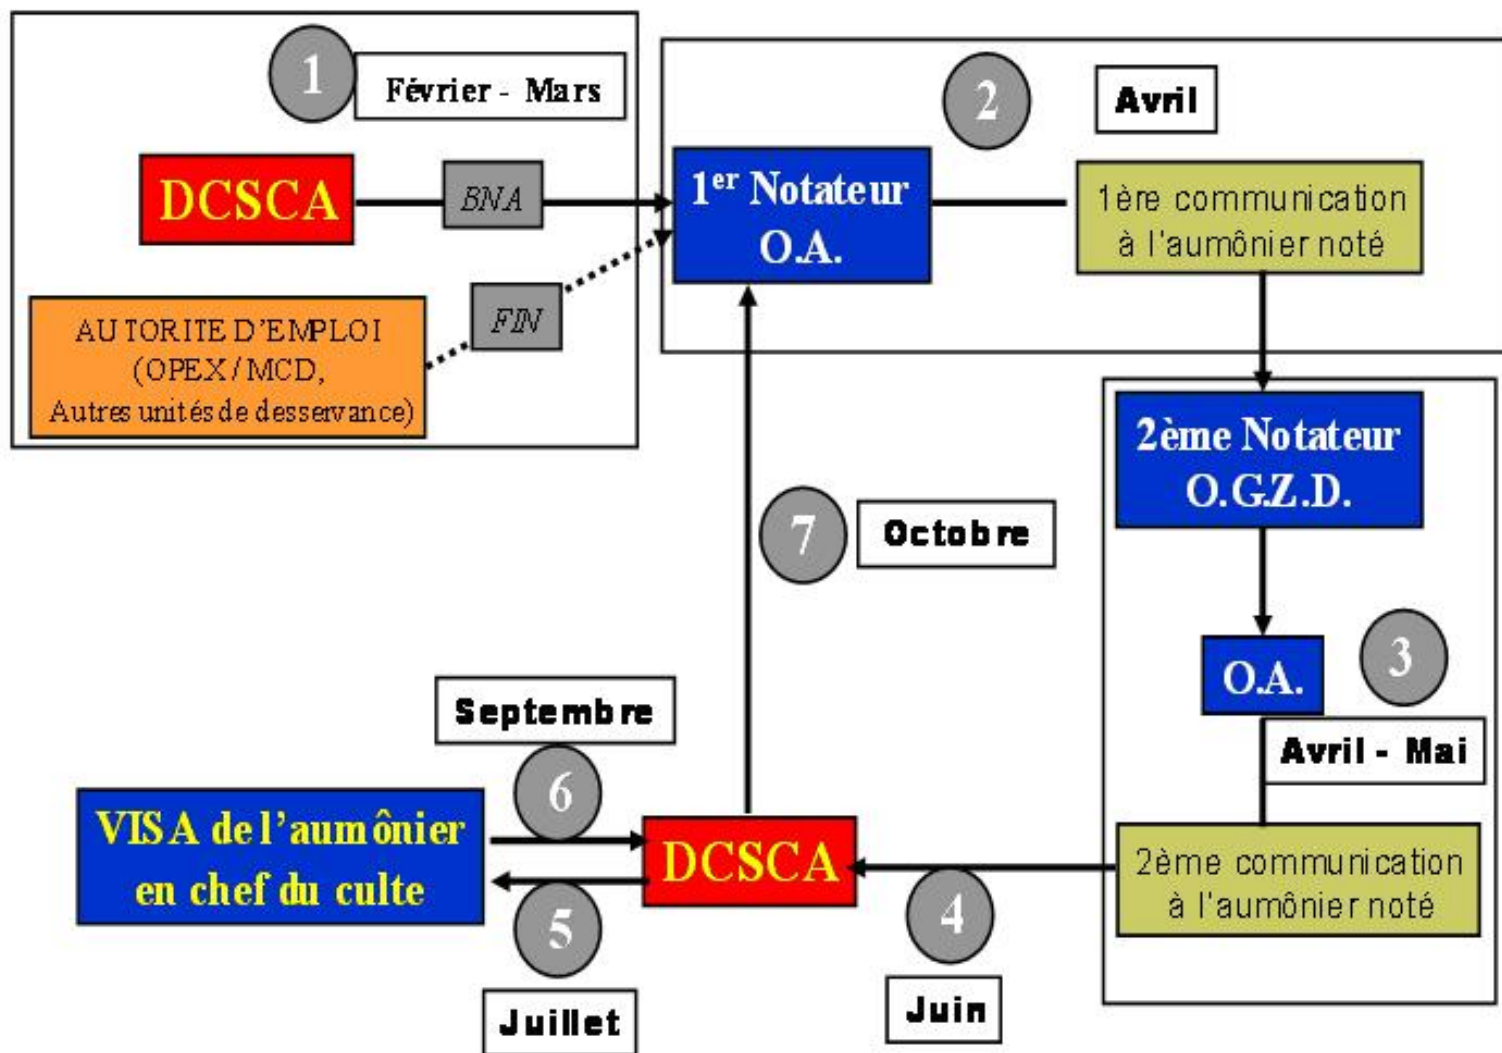 1
Février - Mars
DCSCA
BNA
AUTORITE D'EMPLOI
(OPEX / MCD,
Autres unités de desservance)
FIN
2
Avril
1er Notateur
O.A.
1ère communication
à l'aumônier noté
2ème Notateur
O.G.Z.D.
O.A.
3
Avril - Mai
2ème communication
à l'aumônier noté
4
Juin
DCSCA
5
Juillet
VISA de l'aumônier
en chef du culte
Septembre
6
7
Octobre